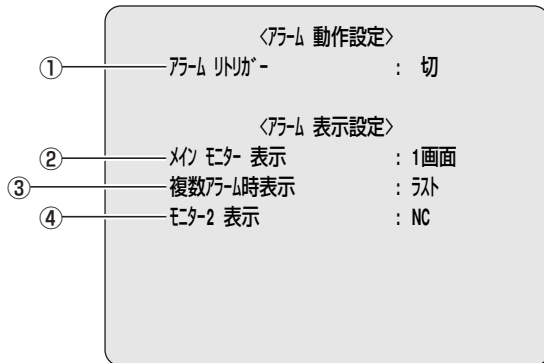 〈ｱﾗｰﾑ 動作設定〉
① ｱﾗｰﾑ ﾘﾄﾘｶﾞｰ : 切
〈ｱﾗｰﾑ 表示設定〉
② ﾒｲﾝ ﾓﾆﾀｰ 表示 : 1画面
③ 複数ｱﾗｰﾑ時表示 : ﾗｽﾄ
④ ﾓﾆﾀｰ2 表示 : NC